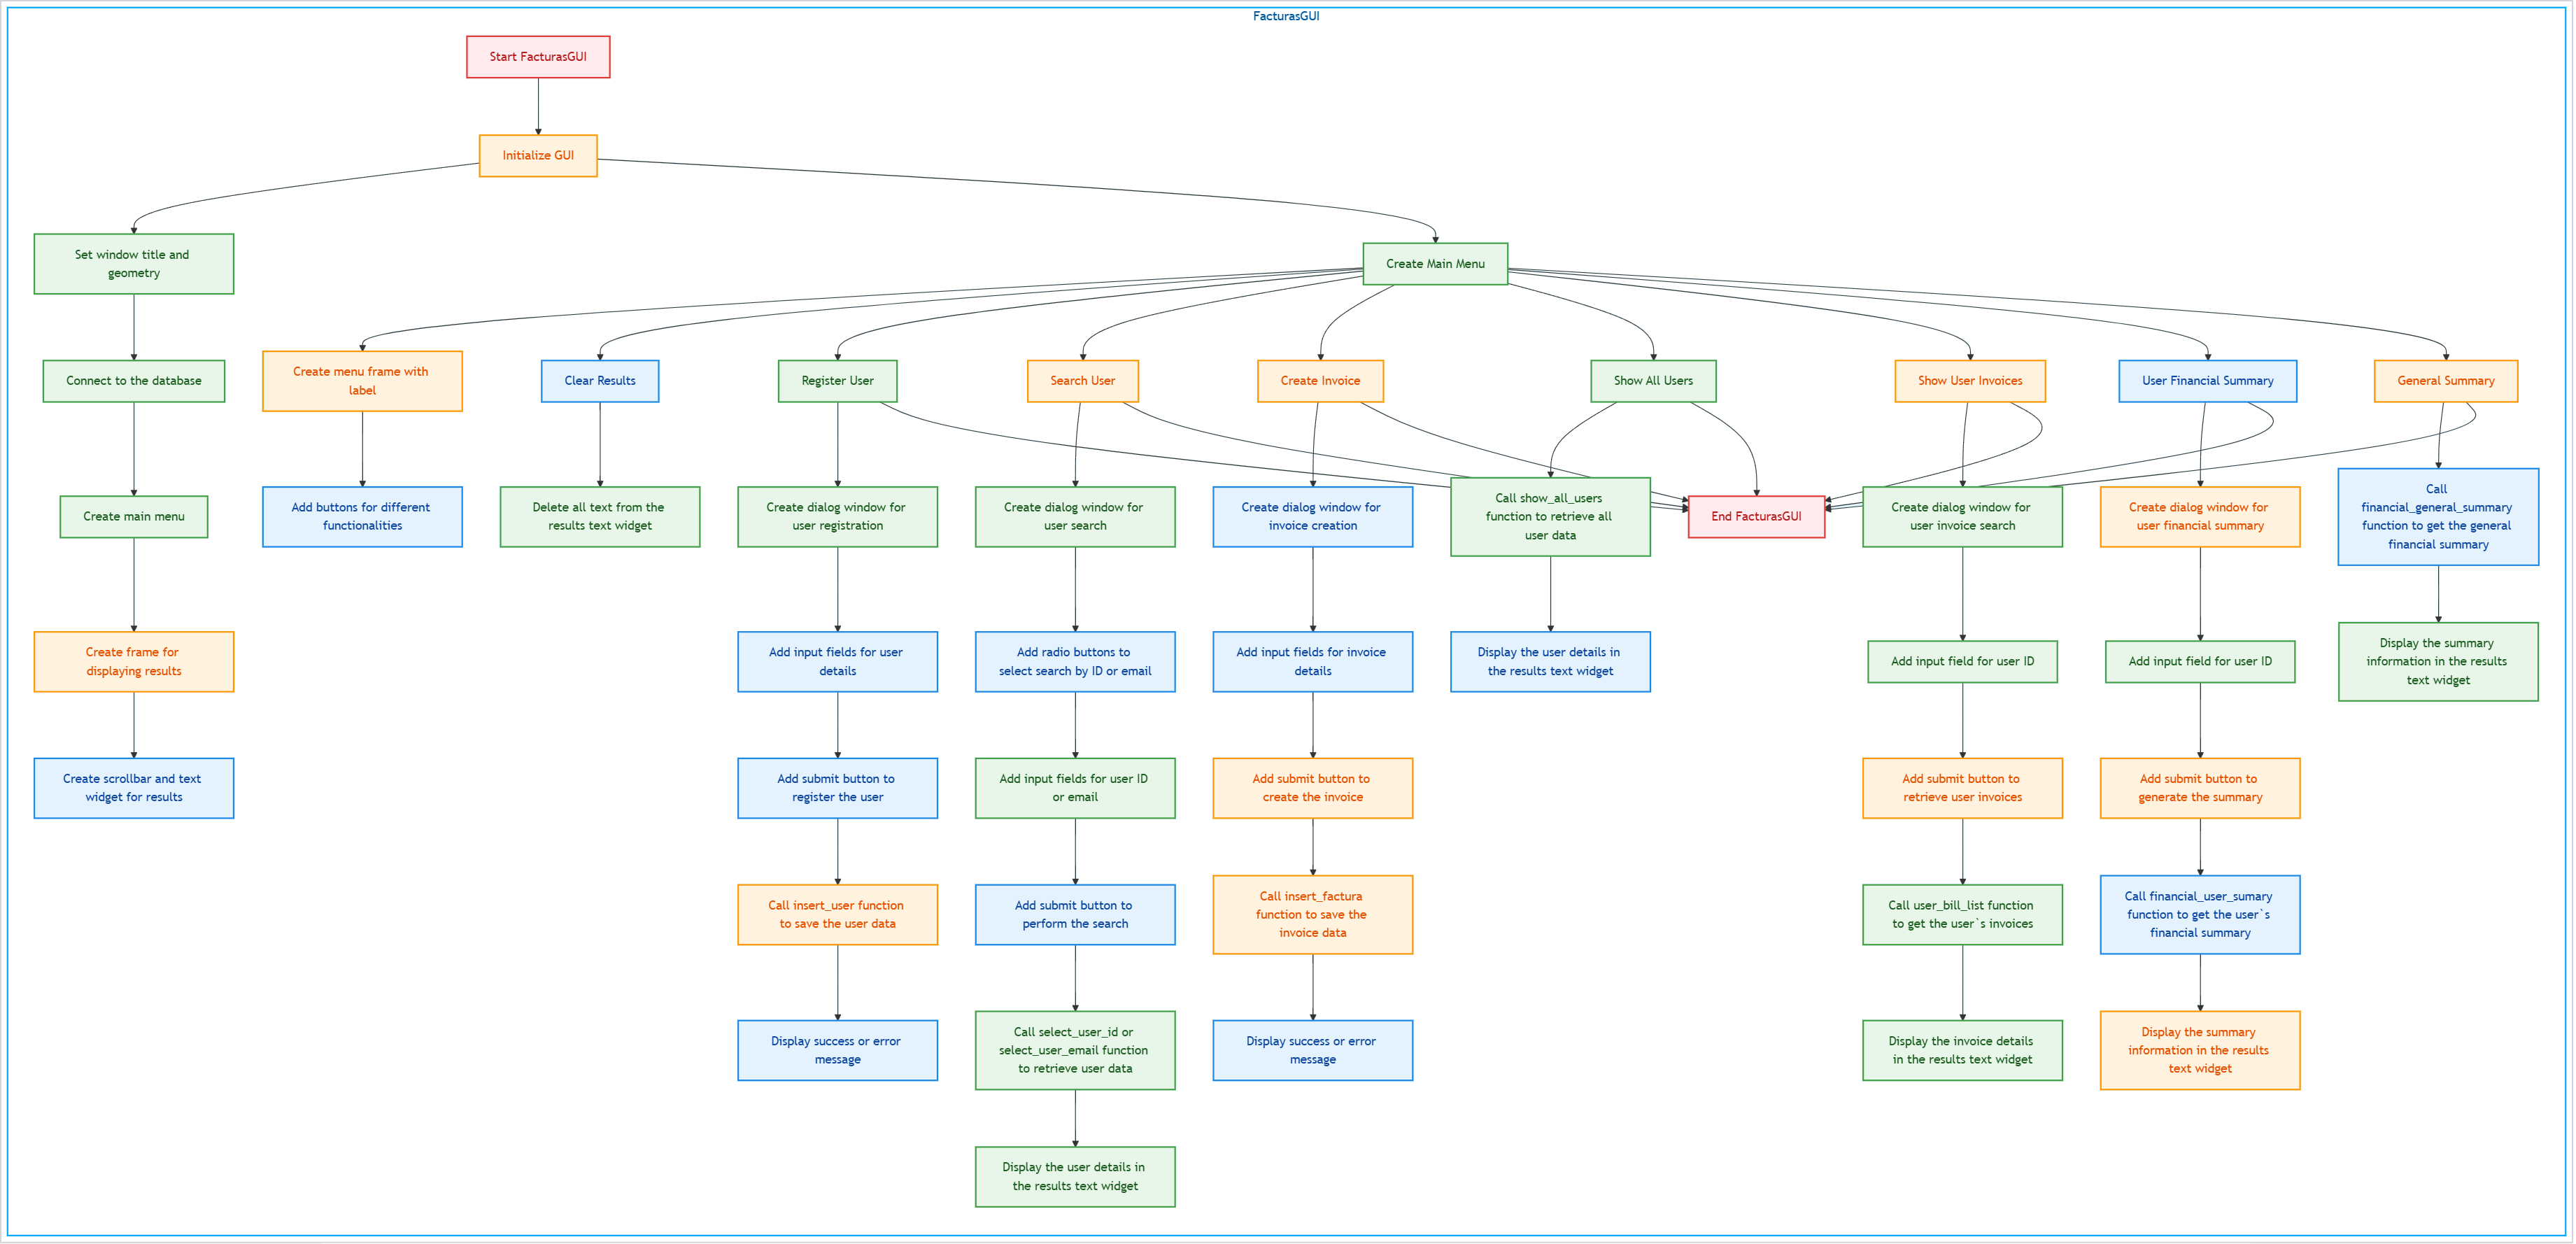 FacturasGUI
Start FacturasGUI
Initialize GUI
Set window title and
geometry
Create Main Menu
Connect to the database
Create menu frame with
label
Clear Results
Register User
Search User
Create Invoice
Show All Users
Show User Invoices
User Financial Summary
General Summary
Create main menu
Add buttons for different
functionalities
Delete all text from the
results text widget
Create dialog window for
user registration
Create dialog window for
user search
Create dialog window for
invoice creation
Call show_all_users
function to retrieve all
user data
End FacturasGUI
Create dialog window for
user invoice search
Create dialog window for
user financial summary
Call
financial_general_summary
function to get the general
financial summary
Create frame for
displaying results
Add input fields for user
details
Add radio buttons to
select search by ID or email
Add input fields for invoice
details
Display the user details in
the results text widget
Add input field for user ID
Add input field for user ID
Display the summary
information in the results
text widget
Create scrollbar and text
widget for results
Add submit button to
register the user
Add input fields for user ID
or email
Add submit button to
create the invoice
Add submit button to
retrieve user invoices
Add submit button to
generate the summary
Call insert_user function
to save the user data
Add submit button to
perform the search
Call insert_factura
function to save the
invoice data
Call user_bill_list function
to get the user`s invoices
Call financial_user_sumary
function to get the user`s
financial summary
Display success or error
message
Call select_user_id or
select_user_email function
to retrieve user data
Display success or error
message
Display the invoice details
in the results text widget
Display the summary
information in the results
text widget
Display the user details in
the results text widget